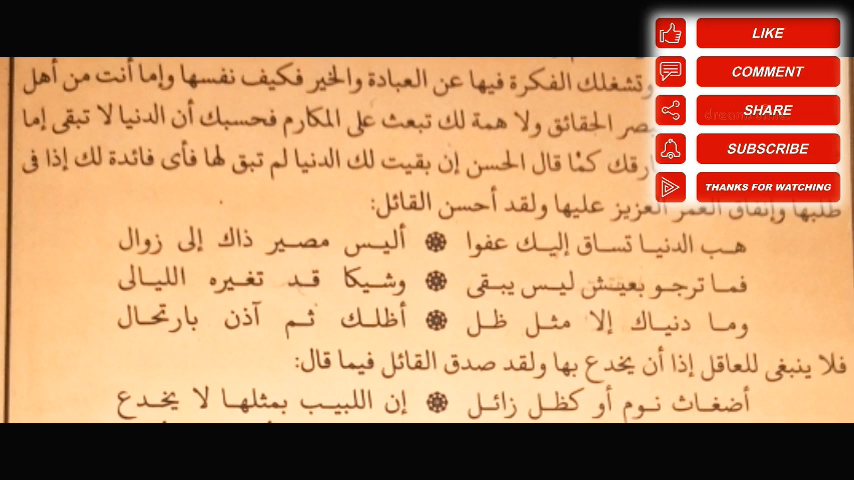 وتشغلك الفكرة فيها عن العبادة والخير فكيف نفسها وإما أنت من أهل
الحقائق ولا همة لك تبعث على المكارم فحسبك أن الدنيا لا تبقى إما
كما قال الحسن إن بقيت لك الدنيا لم تبق لها فأى فائدة لك إذا فى
طلبها وإنفاق العمر العزيز عليها ولقد أحسن القائل:
هب الدنيا تساق إليك عفوا ۞ أليس مصير ذاك إلى زوال
فما ترجو بعيش ليس يبقى ۞ وشيكا قد تغيره الليالى
وما دنياك إلا مثل ظل ۞ أظلك ثم آذن بارتحال
فلا ينبغى للعاقل إذا أن يخدع بها ولقد صدق القائل فيما قال:
أضغاث نوم أو كظل زائل ۞ إن اللبيب بمثلها لا يخدع
LIKE
COMMENT
SHARE
SUBSCRIBE
THANKS FOR WATCHING